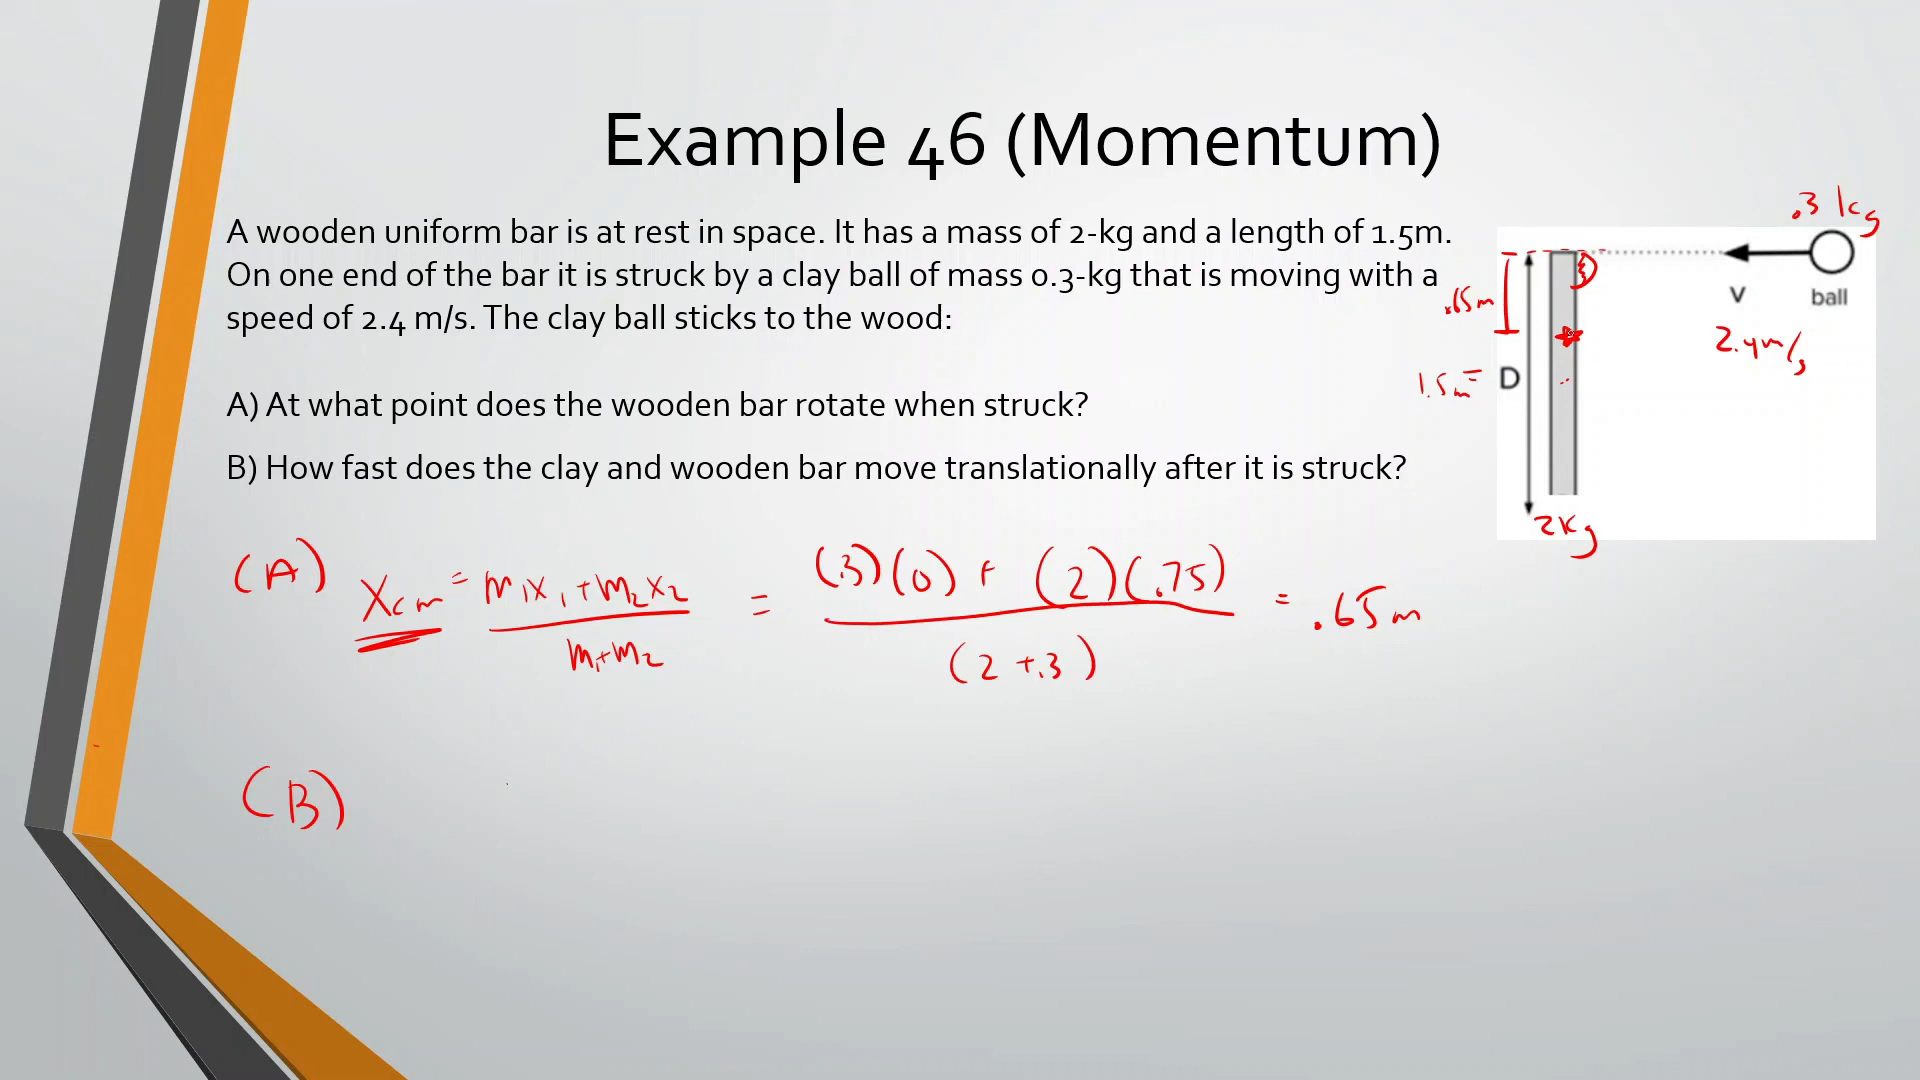 Example 46 (Momentum)
A wooden uniform bar is at rest in space. It has a mass of 2-kg and a length of 1.5m.
On one end of the bar it is struck by a clay ball of mass 0.3-kg that is moving with a
speed of 2.4 m/s. The clay ball sticks to the wood:
A) At what point does the wooden bar rotate when struck?
B) How fast does the clay and wooden bar move translationally after it is struck?
.3 kg
.65m
V
ball
2.4m/s
1.5m =
D
2kg
(A) Xcm = m1x1+m2x2 = (.3)(0) + (2)(.75) = .65m
m1+m2 (2 +.3)
(B)